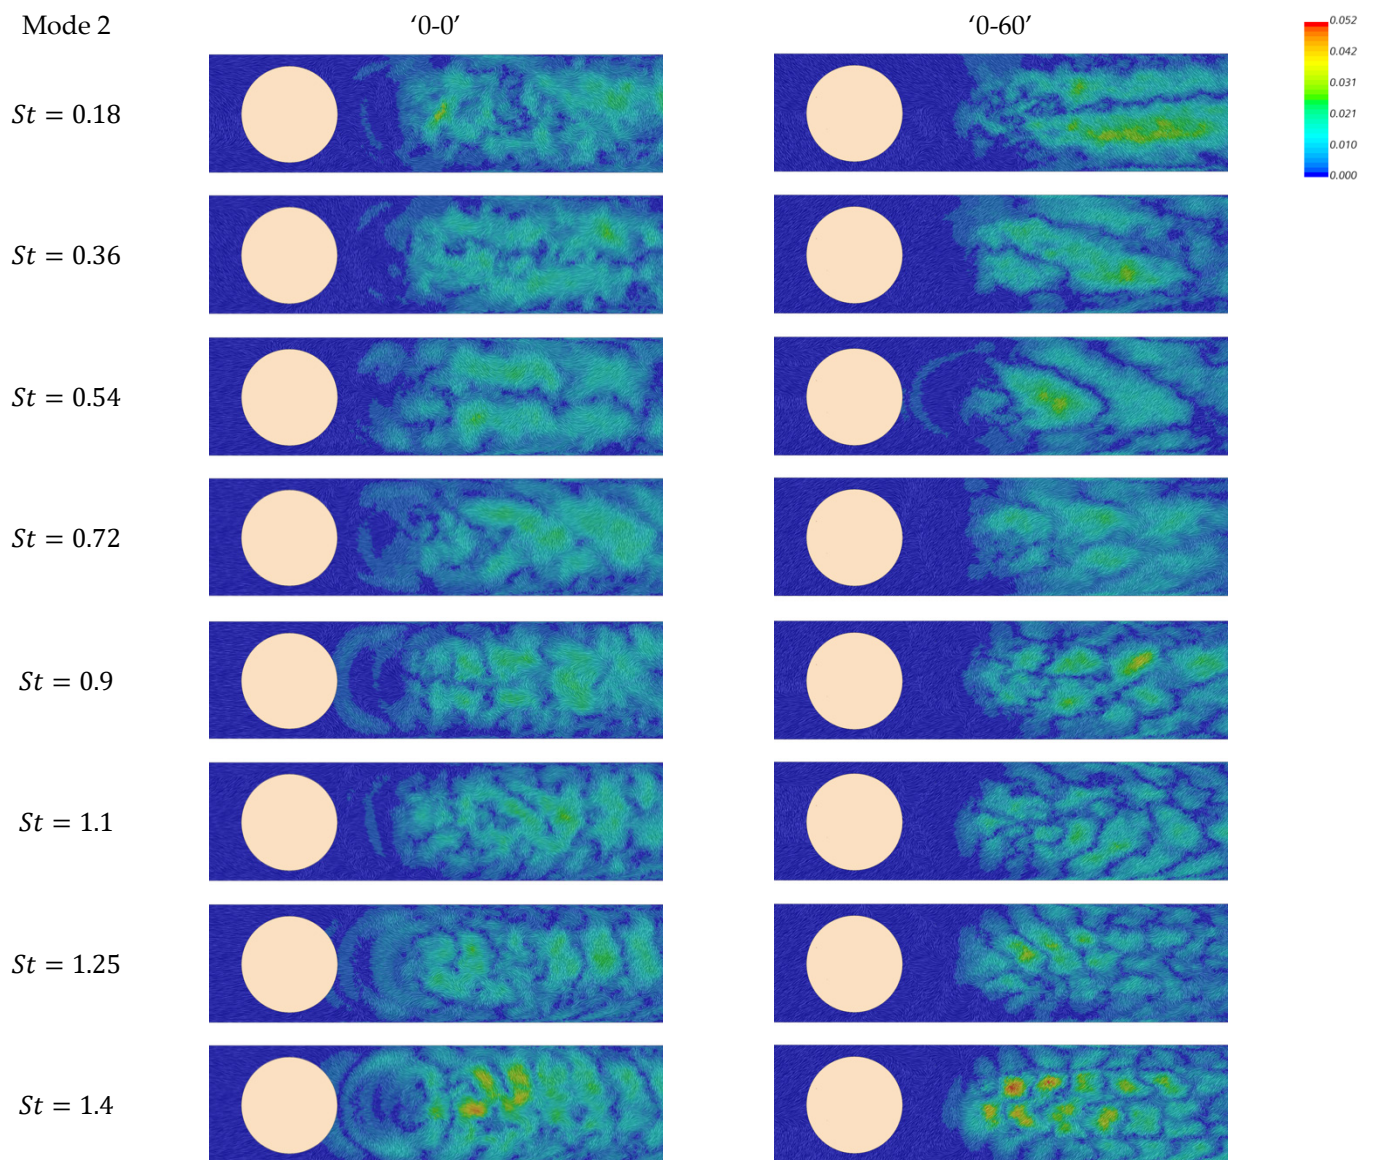 Mode 2 ‘0-0’ ‘0-60’
0.052
0.042
0.031
0.021
0.010
0.000
St = 0.18
St = 0.36
St = 0.54
St = 0.72
St = 0.9
St = 1.1
St = 1.25
St = 1.4